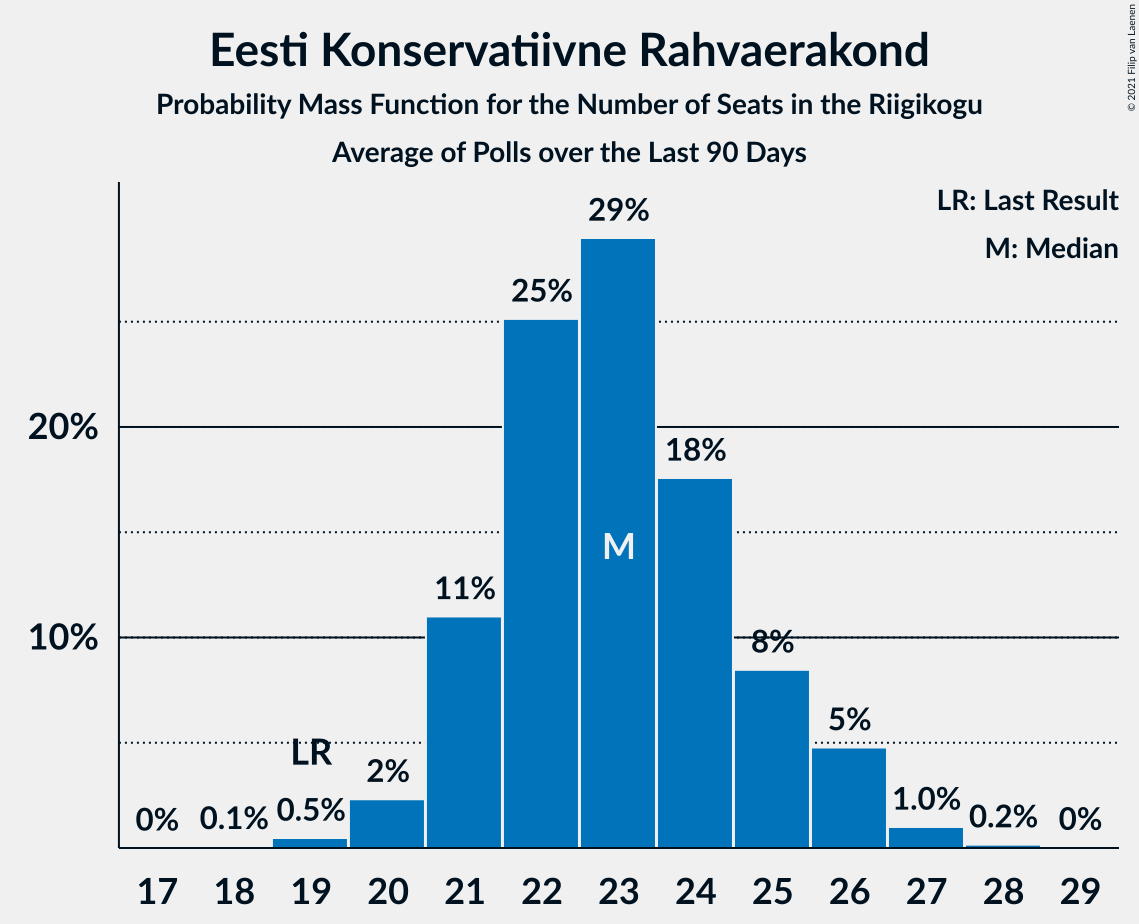 Eesti Konservatiivne Rahvaerakond
Probability Mass Function for the Number of Seats in the Riigikogu
Average of Polls over the Last 90 Days
© 2021 Filip van Laenen
LR: Last Result
M: Median
29%
25%
20%
18%
M
11%
10%
8%
5%
LR
2%
0% 0.1% 0.5% 1.0% 0.2% 0%
17 18 19 20 21 22 23 24 25 26 27 28 29